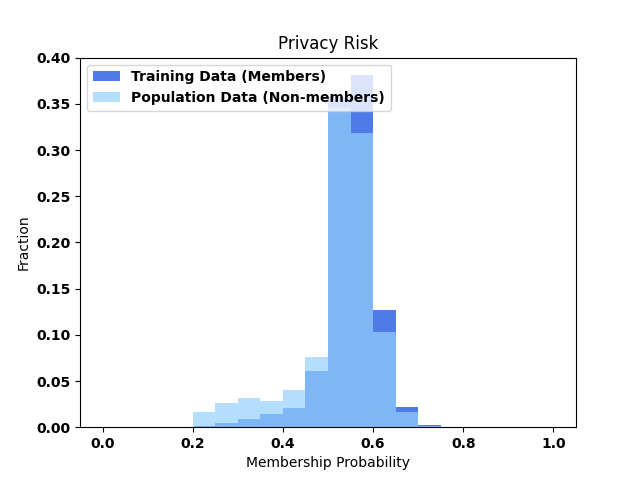 Privacy Risk
Training Data (Members)
Population Data (Non-members)
0.40
0.35
0.30
0.25
0.20
0.15
0.10
0.05
0.00
Fraction
0.0 0.2 0.4 0.6 0.8 1.0
Membership Probability